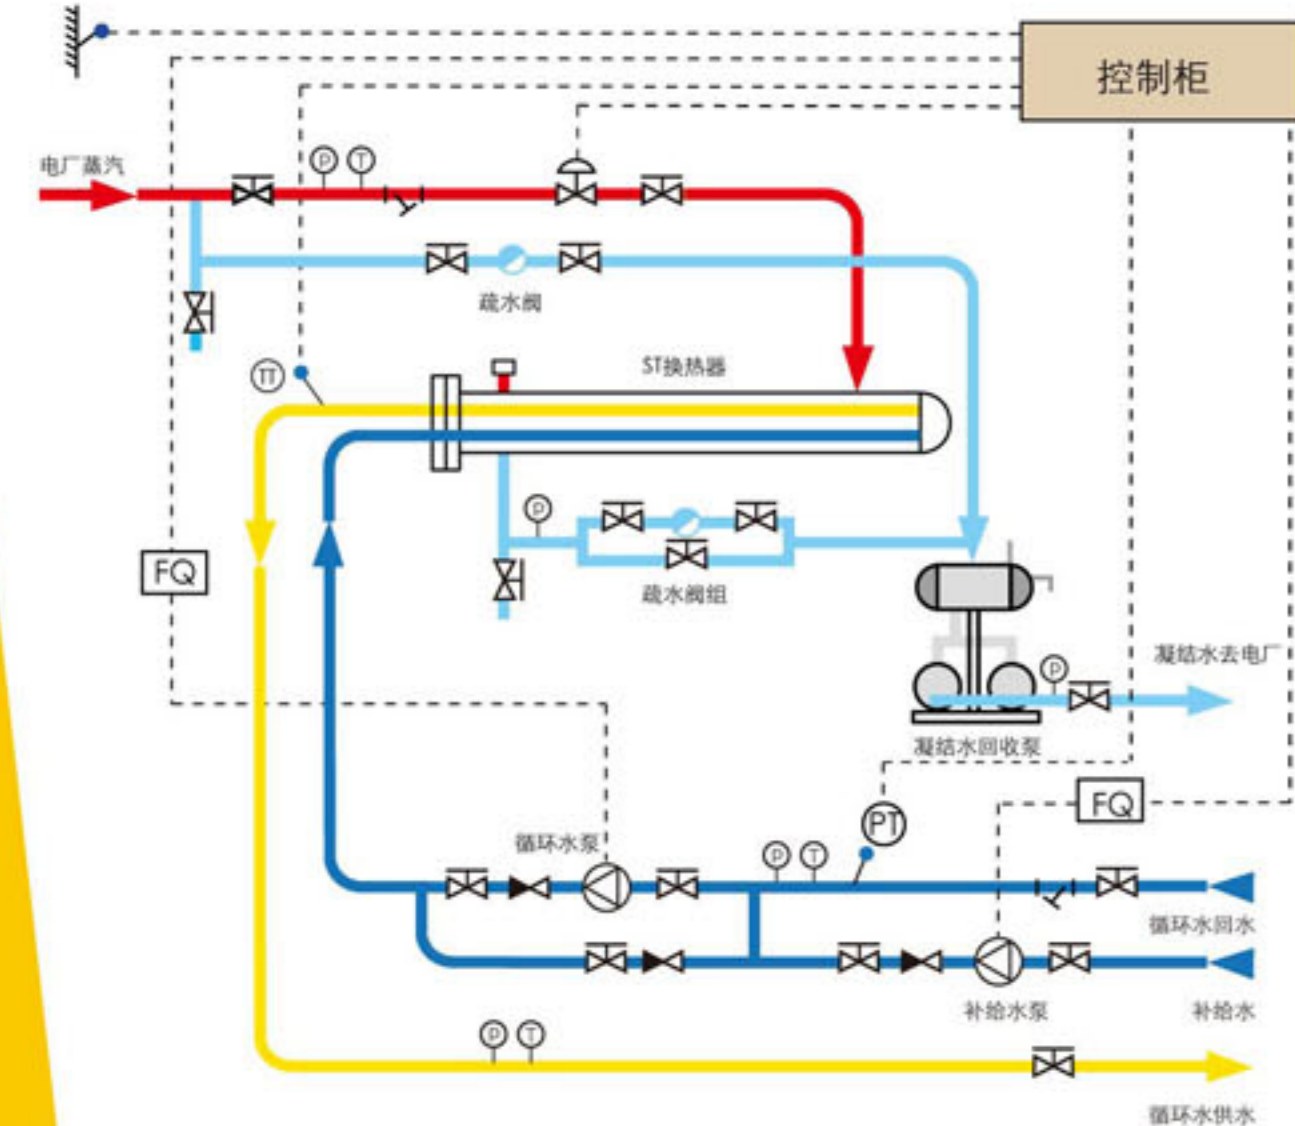 控制柜
电厂蒸汽
P
T
疏水阀
ST换热器
TT
P
FQ
疏水阀组
凝结水去电厂
P
凝结水回收泵
FQ
PT
循环水泵
P
T
循环水回水
补给水泵
补给水
P
T
循环水供水